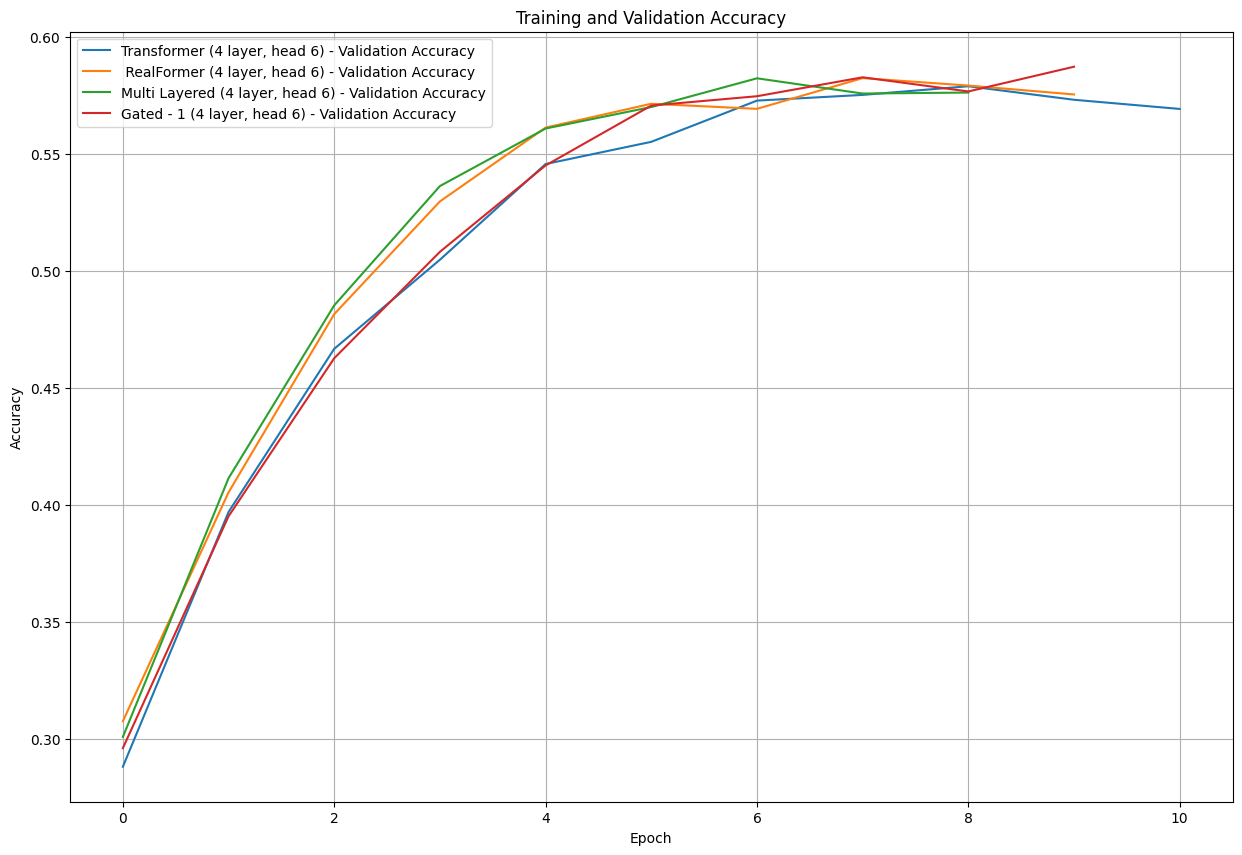 Training and Validation Accuracy
Transformer (4 layer, head 6) - Validation Accuracy
RealFormer (4 layer, head 6) - Validation Accuracy
Multi Layered (4 layer, head 6) - Validation Accuracy
Gated - 1 (4 layer, head 6) - Validation Accuracy
0.60
0.55
0.50
0.45
0.40
0.35
0.30
Accuracy
0 2 4 6 8 10
Epoch